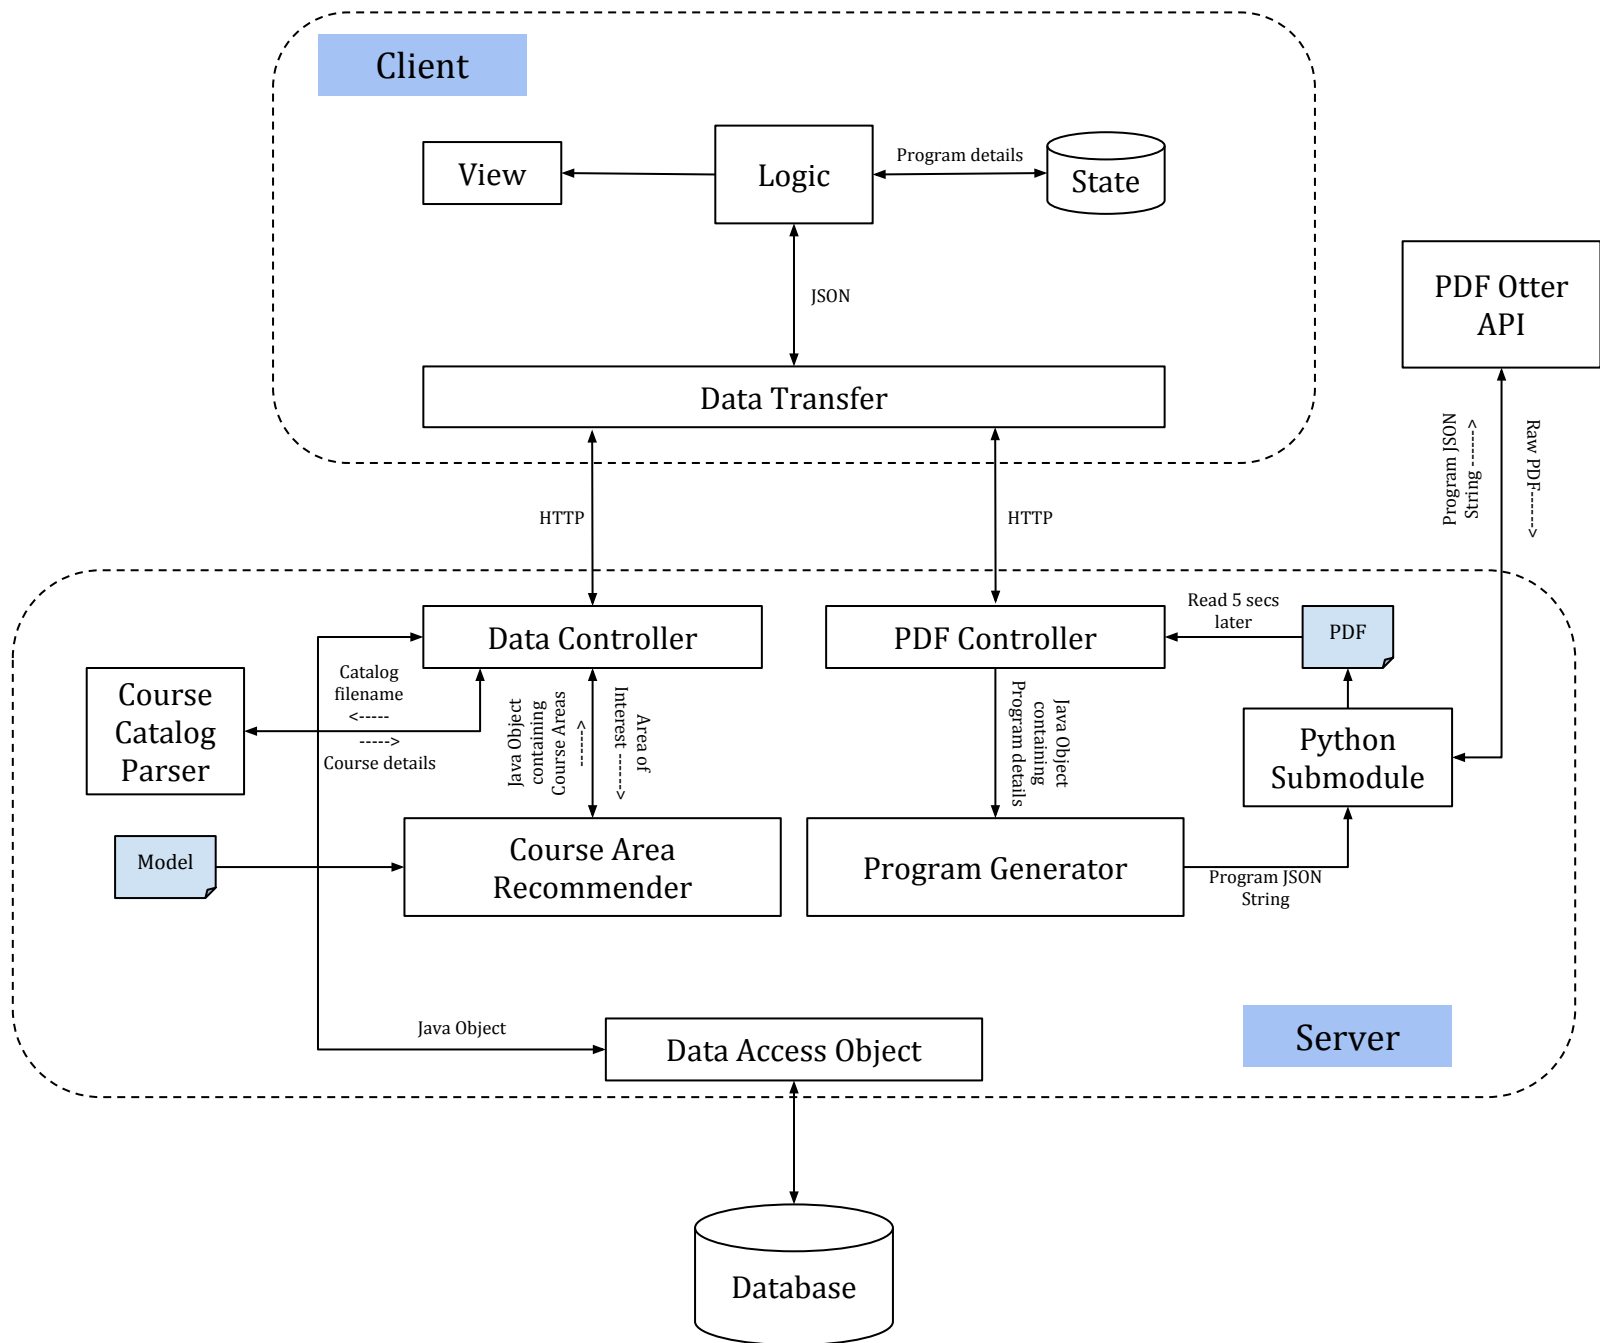 Client
View
Logic
Program details
State
JSON
Data Transfer
PDF Otter
API
Program JSON
String ------>
Raw PDF------>
HTTP
HTTP
Data Controller
PDF Controller
Read 5 secs
later
PDF
Course
Catalog
Parser
Catalog
filename
<-----
----->
Course details
Java Object
containing
Course Areas
------>
Area of
Interest ------>
Java Object
containing
Program details
Python
Submodule
Model
Course Area
Recommender
Program Generator
Program JSON
String
Java Object
Data Access Object
Server
Database